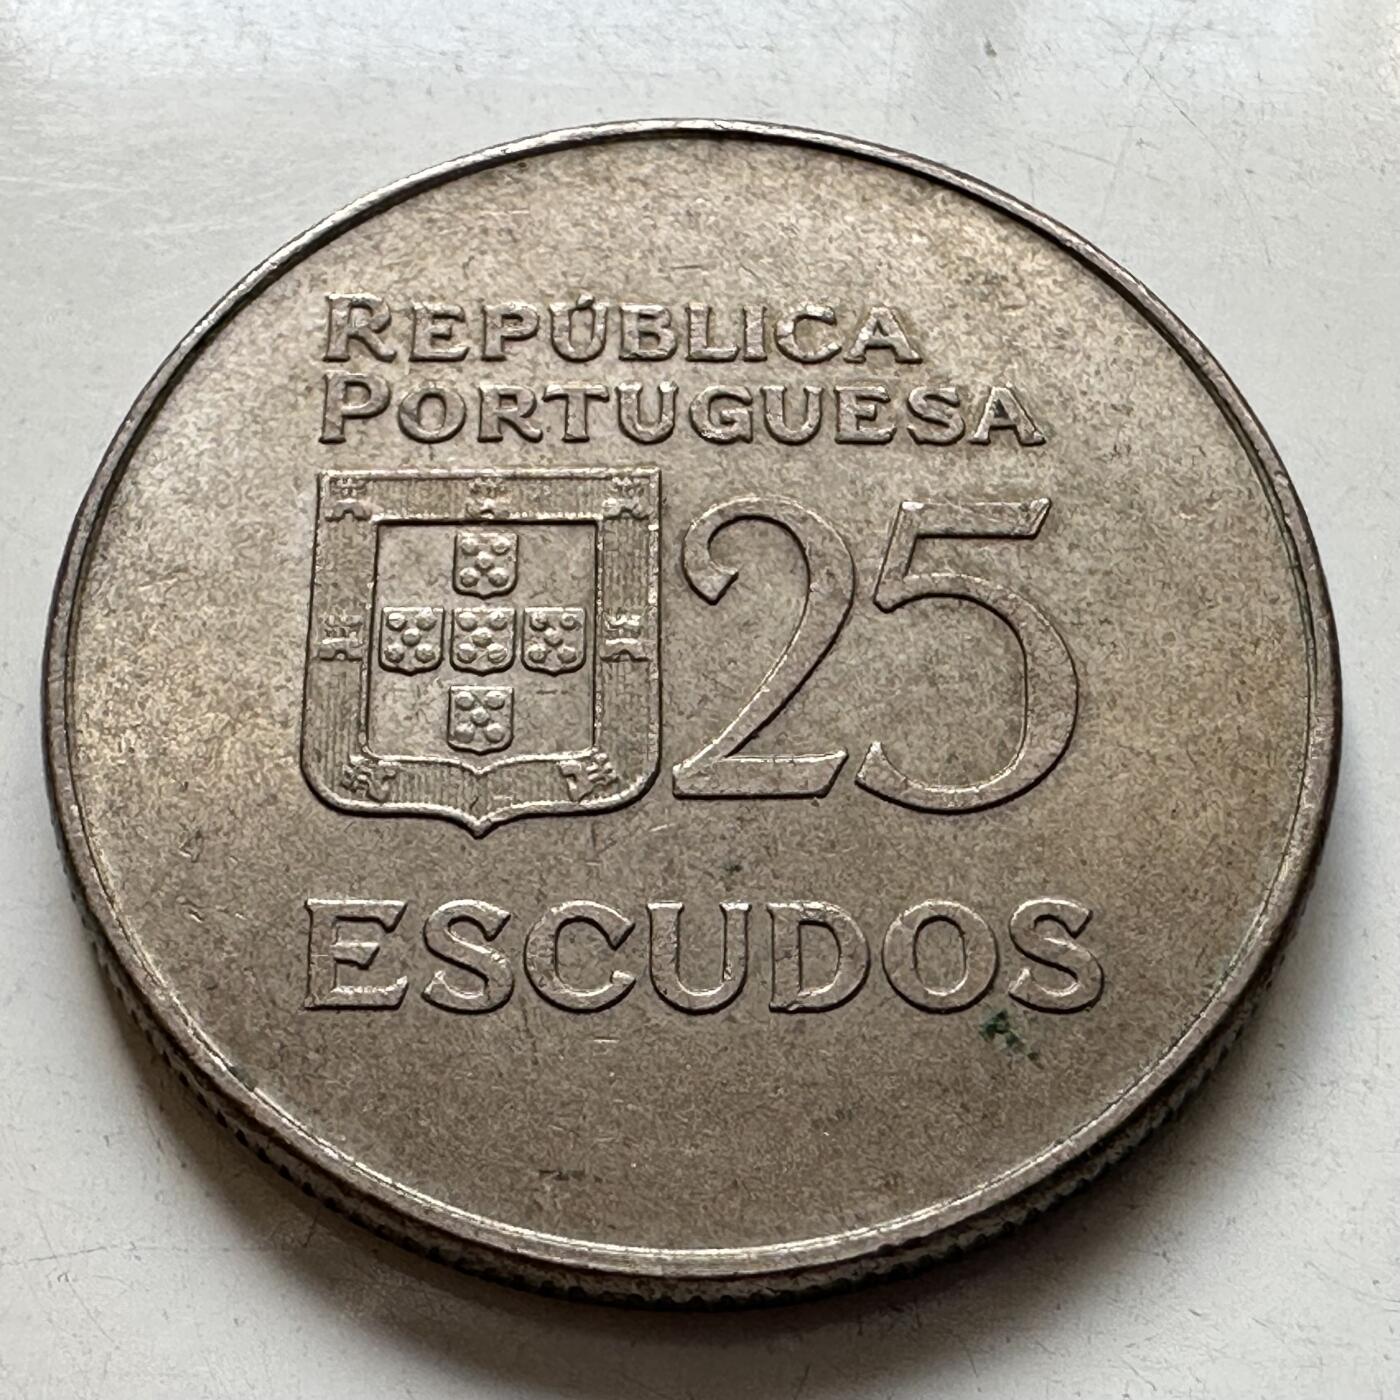 REPÚBLICA
PORTUGUESA
25
ESCUDOS